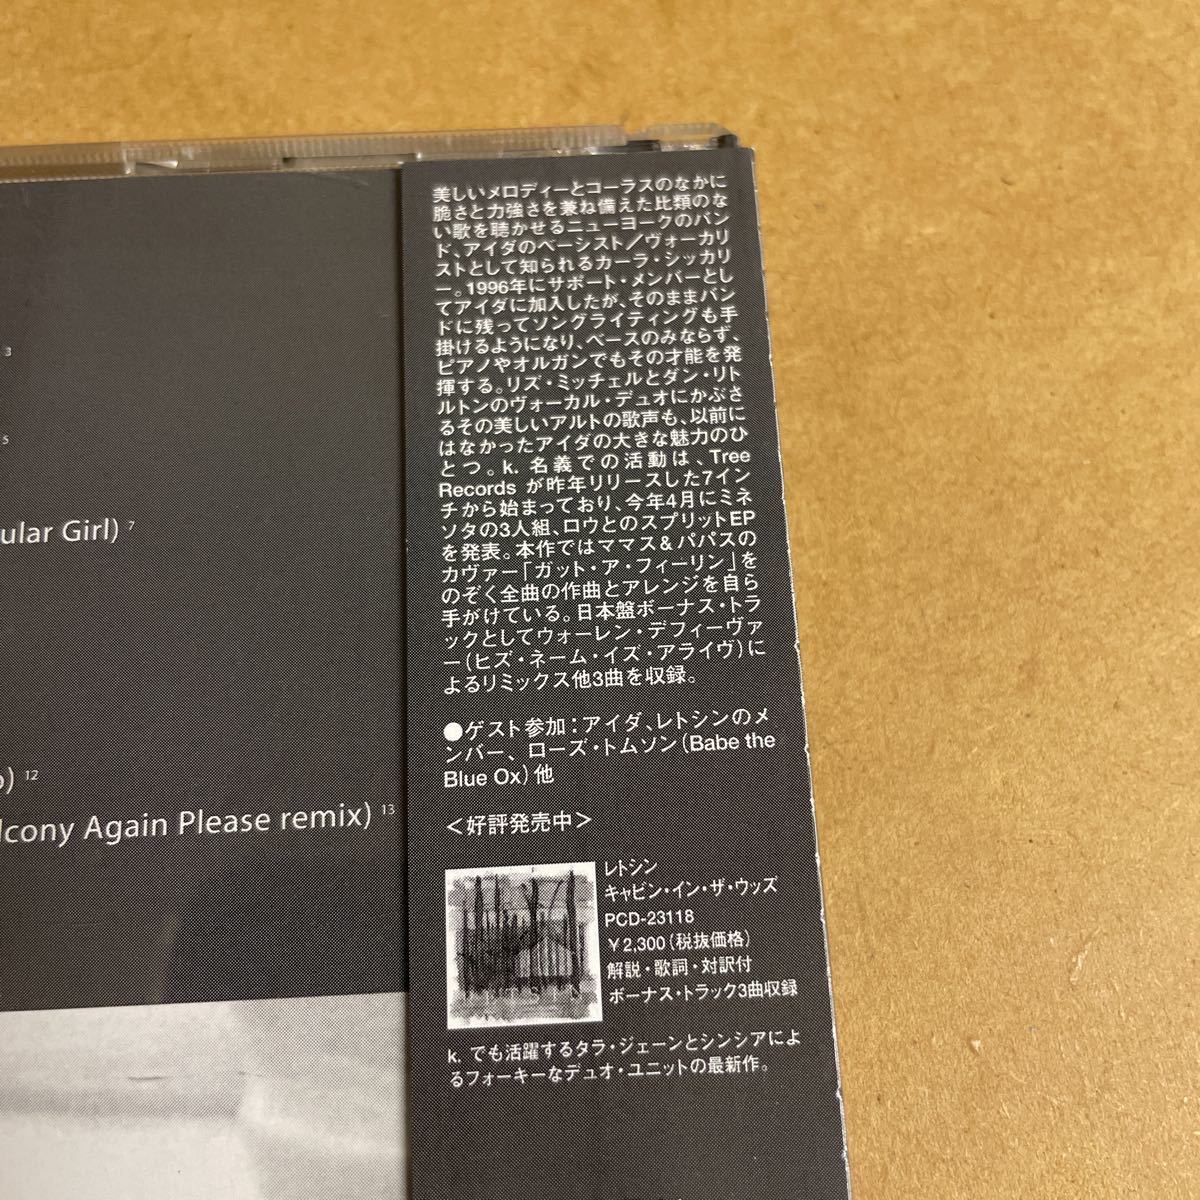 3
5
ular Girl) 7
) 12
lcony Again Please remix) 13
美しいメロディーとコーラスのなかに
脆さと力強さを兼ね備えた比類のな
い歌を聴かせるニューヨークのバン
ド、アイダのベーシスト／ヴォーカリ
ストとして知られるカーラ・シッカリ
ー。1996年にサポート・メンバーとし
てアイダに加入したが、そのままバン
ドに残ってソングライティングも手
掛けるようになり、ベースのみならず、
ピアノやオルガンでもその才能を発
揮する。リズ・ミッチェルとダン・リト
ルトンのヴォーカル・デュオにかぶさ
るその美しいアルトの歌声も、以前に
はなかったアイダの大きな魅力のひ
とつ。k. 名義での活動は、Tree
Records が昨年リリースした7イン
チから始まっており、今年4月にミネ
ソタの3人組、ロウとのスプリットEP
を発表。本作ではママス＆パパスの
カヴァー「ガット・ア・フィーリン」を
のぞく全曲の作曲とアレンジを自ら
手がけている。日本盤ボーナス・トラ
ックとしてウォーレン・デフィーヴァ
ー（ヒズ・ネーム・イズ・アライヴ）に
よるリミックス他3曲を収録。
●ゲスト参加：アイダ、レトシンのメ
ンバー、ローズ・トムソン（Babe the
Blue Ox）他
＜好評発売中＞
レトシン
キャビン・イン・ザ・ウッズ
PCD-23118
￥2,300（税抜価格）
解説・歌詞・対訳付
ボーナス・トラック3曲収録
k. でも活躍するタラ・ジェーンとシンシアによ
るフォーキーなデュオ・ユニットの最新作。